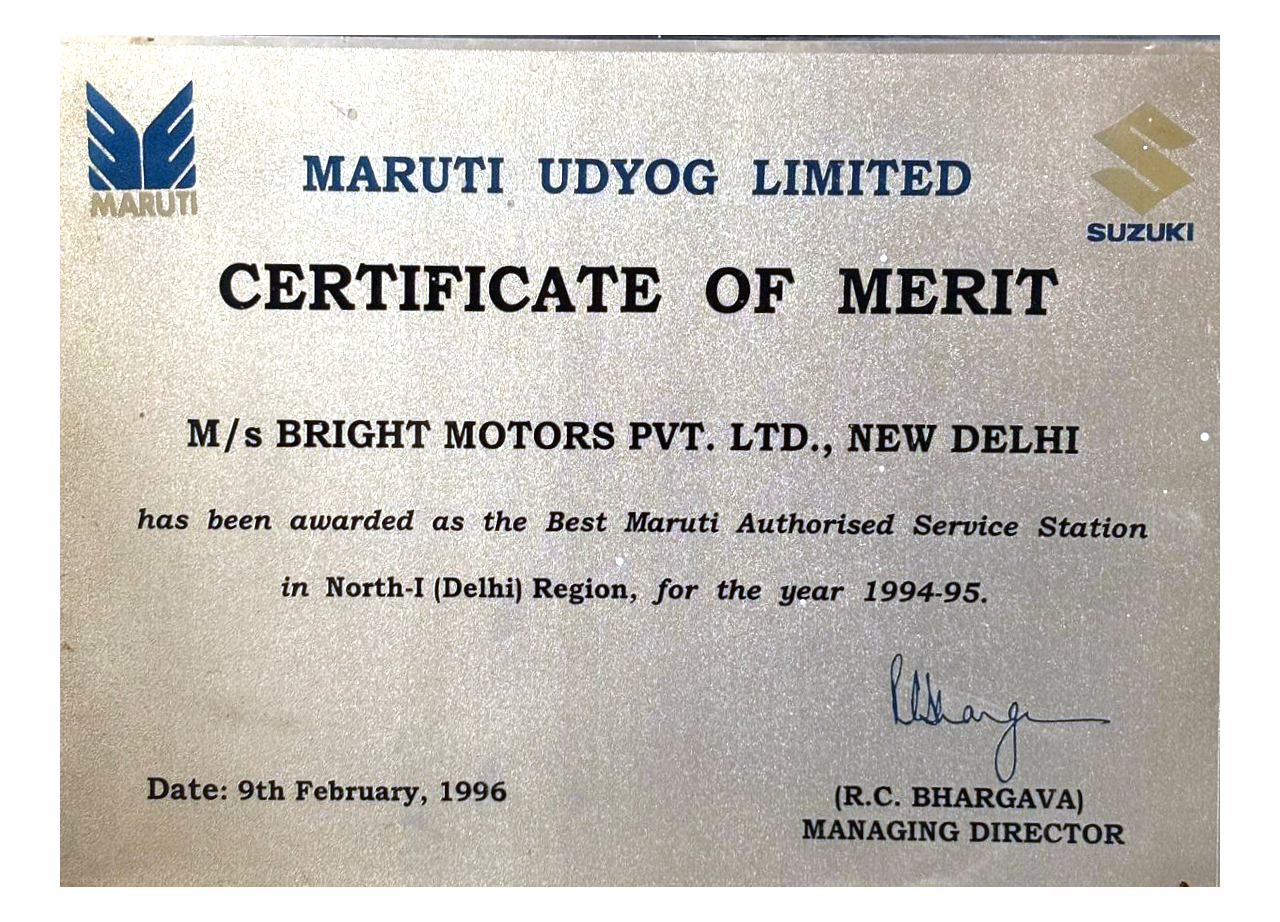 MARUTI
SUZUKI
MARUTI UDYOG LIMITED
CERTIFICATE OF MERIT
M/s BRIGHT MOTORS PVT. LTD., NEW DELHI
has been awarded as the Best Maruti Authorised Service Station
in North-I (Delhi) Region, for the year 1994-95.
Date: 9th February, 1996
(R.C. BHARGAVA)
MANAGING DIRECTOR